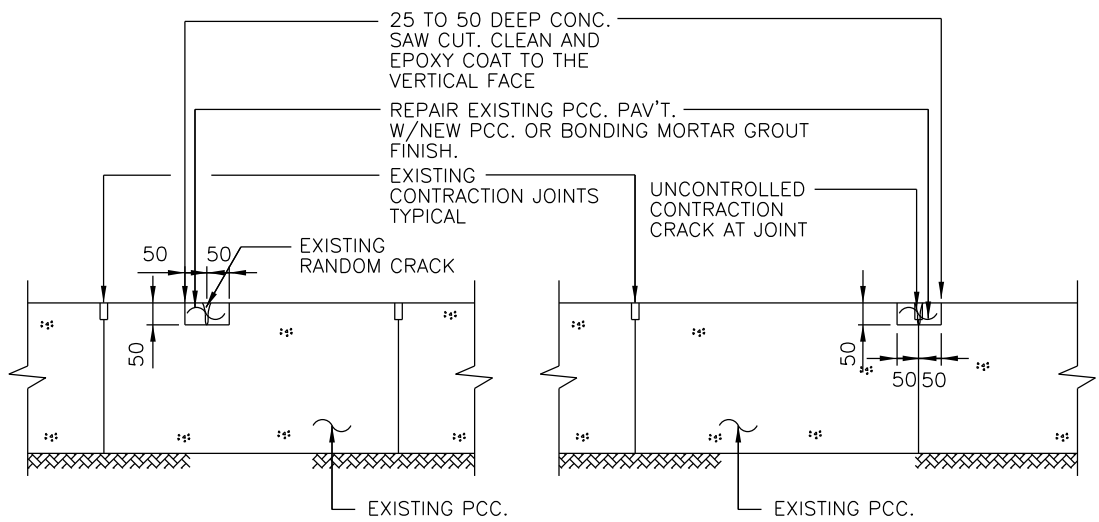 25 TO 50 DEEP CONC.
SAW CUT. CLEAN AND
EPOXY COAT TO THE
VERTICAL FACE
REPAIR EXISTING PCC. PAV'T.
W/NEW PCC. OR BONDING MORTAR GROUT
FINISH.
EXISTING
CONTRACTION JOINTS
TYPICAL
UNCONTROLLED
CONTRACTION
CRACK AT JOINT
50
50
EXISTING
RANDOM CRACK
50
50
50
50
EXISTING PCC.
EXISTING PCC.